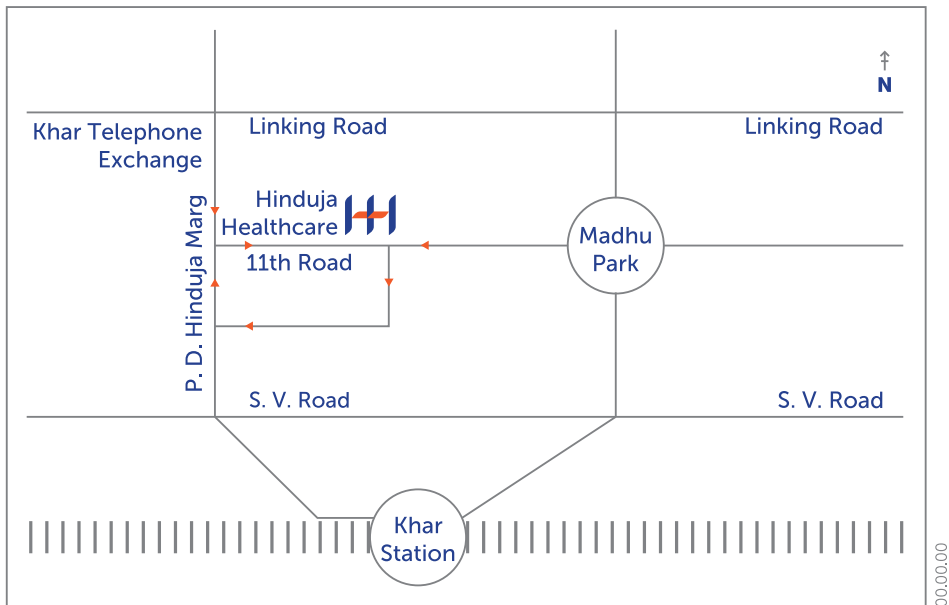 N
Linking Road
Linking Road
Khar Telephone
Exchange
Hinduja
Healthcare
P. D. Hinduja Marg
Madhu
Park
11th Road
S. V. Road
S. V. Road
Khar
Station